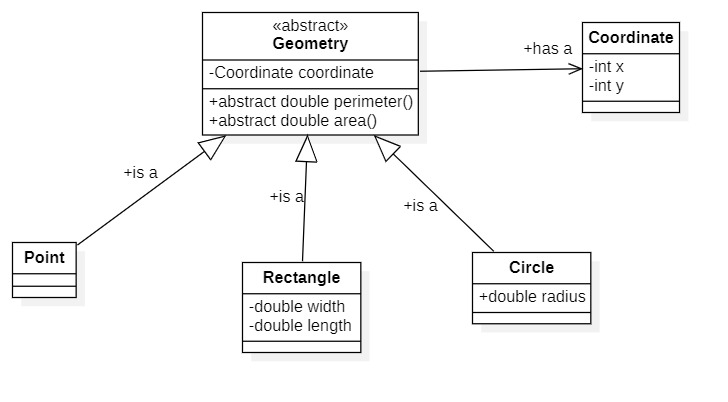 «abstract»
Geometry
-Coordinate coordinate
+abstract double perimeter()
+abstract double area()
+has a
Coordinate
-int x
-int y
+is a
+is a
+is a
Point
Rectangle
-double width
-double length
Circle
+double radius